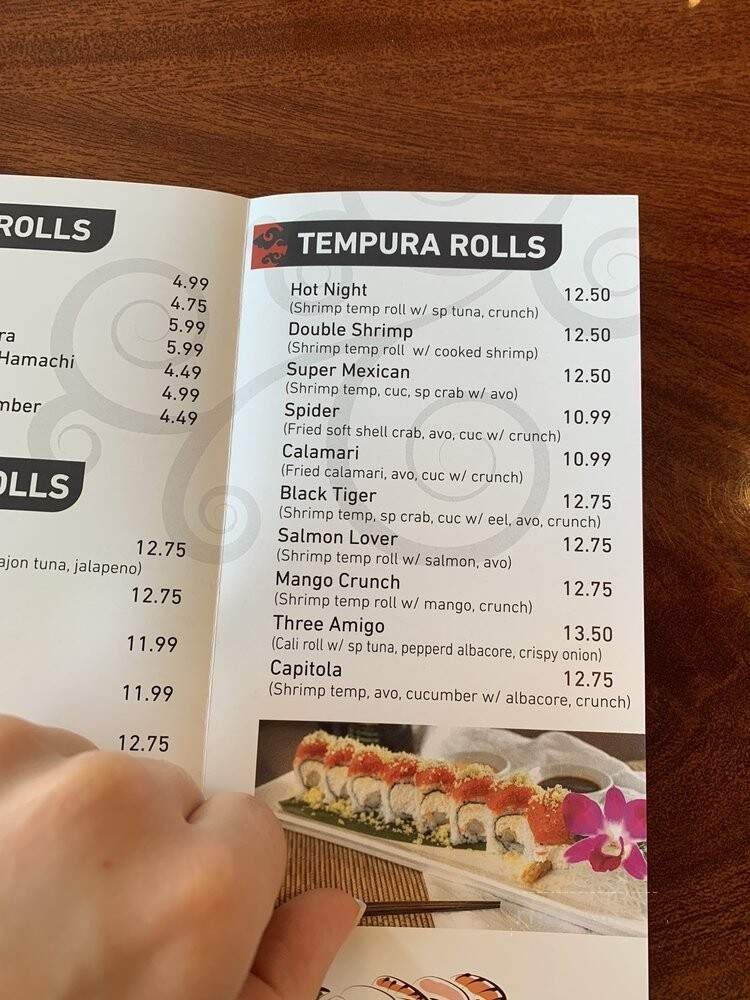 ROLLS
4.99
4.75
5.99
ra 5.99
Hamachi 4.49
4.99
mber 4.49
OLLS
12.75
ajon tuna, jalapeno)
12.75
11.99
11.99
12.75
TEMPURA ROLLS
Hot Night 12.50
(Shrimp temp roll w/ sp tuna, crunch)
Double Shrimp 12.50
(Shrimp temp roll w/ cooked shrimp)
Super Mexican 12.50
(Shrimp temp, cuc, sp crab w/ avo)
Spider 10.99
(Fried soft shell crab, avo, cuc w/ crunch)
Calamari 10.99
(Fried calamari, avo, cuc w/ crunch)
Black Tiger 12.75
(Shrimp temp, sp crab, cuc w/ eel, avo, crunch)
Salmon Lover 12.75
(Shrimp temp roll w/ salmon, avo)
Mango Crunch 12.75
(Shrimp temp roll w/ mango, crunch)
Three Amigo 13.50
(Cali roll w/ sp tuna, pepperd albacore, crispy onion)
Capitola 12.75
(Shrimp temp, avo, cucumber w/ albacore, crunch)